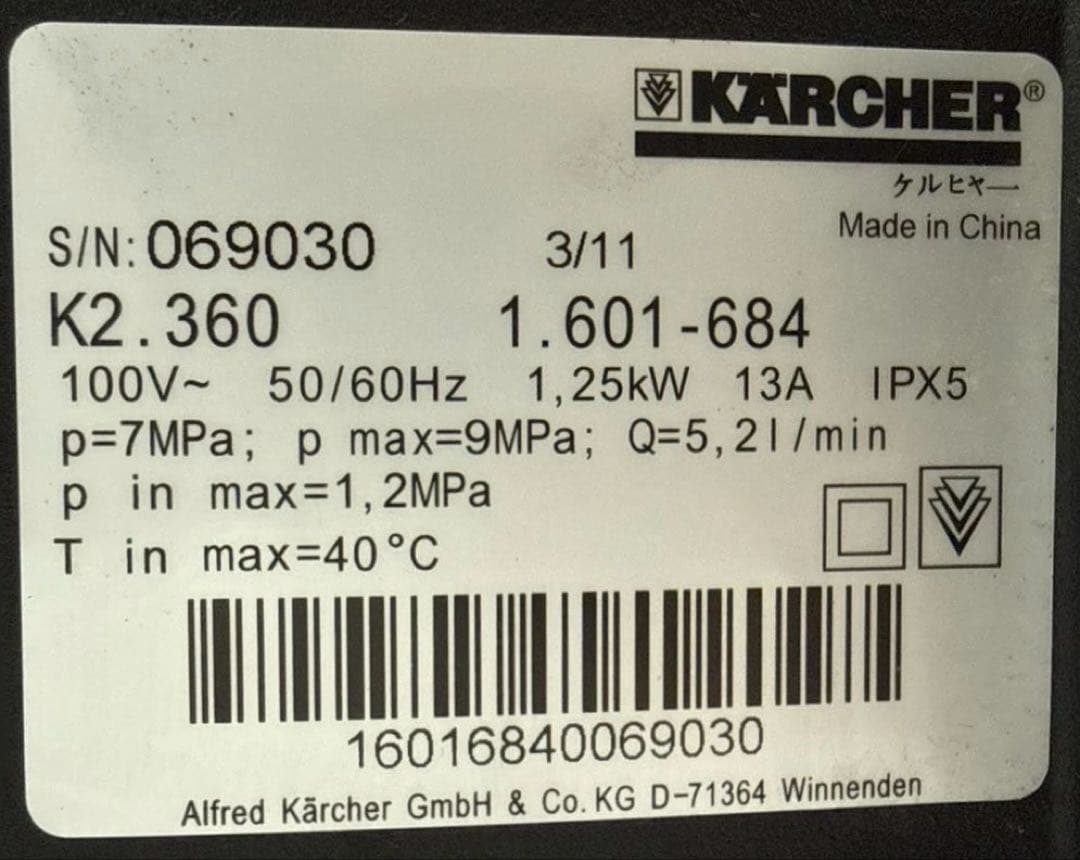 KÄRCHER®
ケルヒャー
Made in China
S/N: 069030 3/11
K2.360 1.601-684
100V~ 50/60Hz 1,25kW 13A IPX5
p=7MPa; p max=9MPa; Q=5,2l/min
p in max=1,2MPa
T in max=40°C
16016840069030
Alfred Kärcher GmbH & Co. KG D-71364 Winnenden